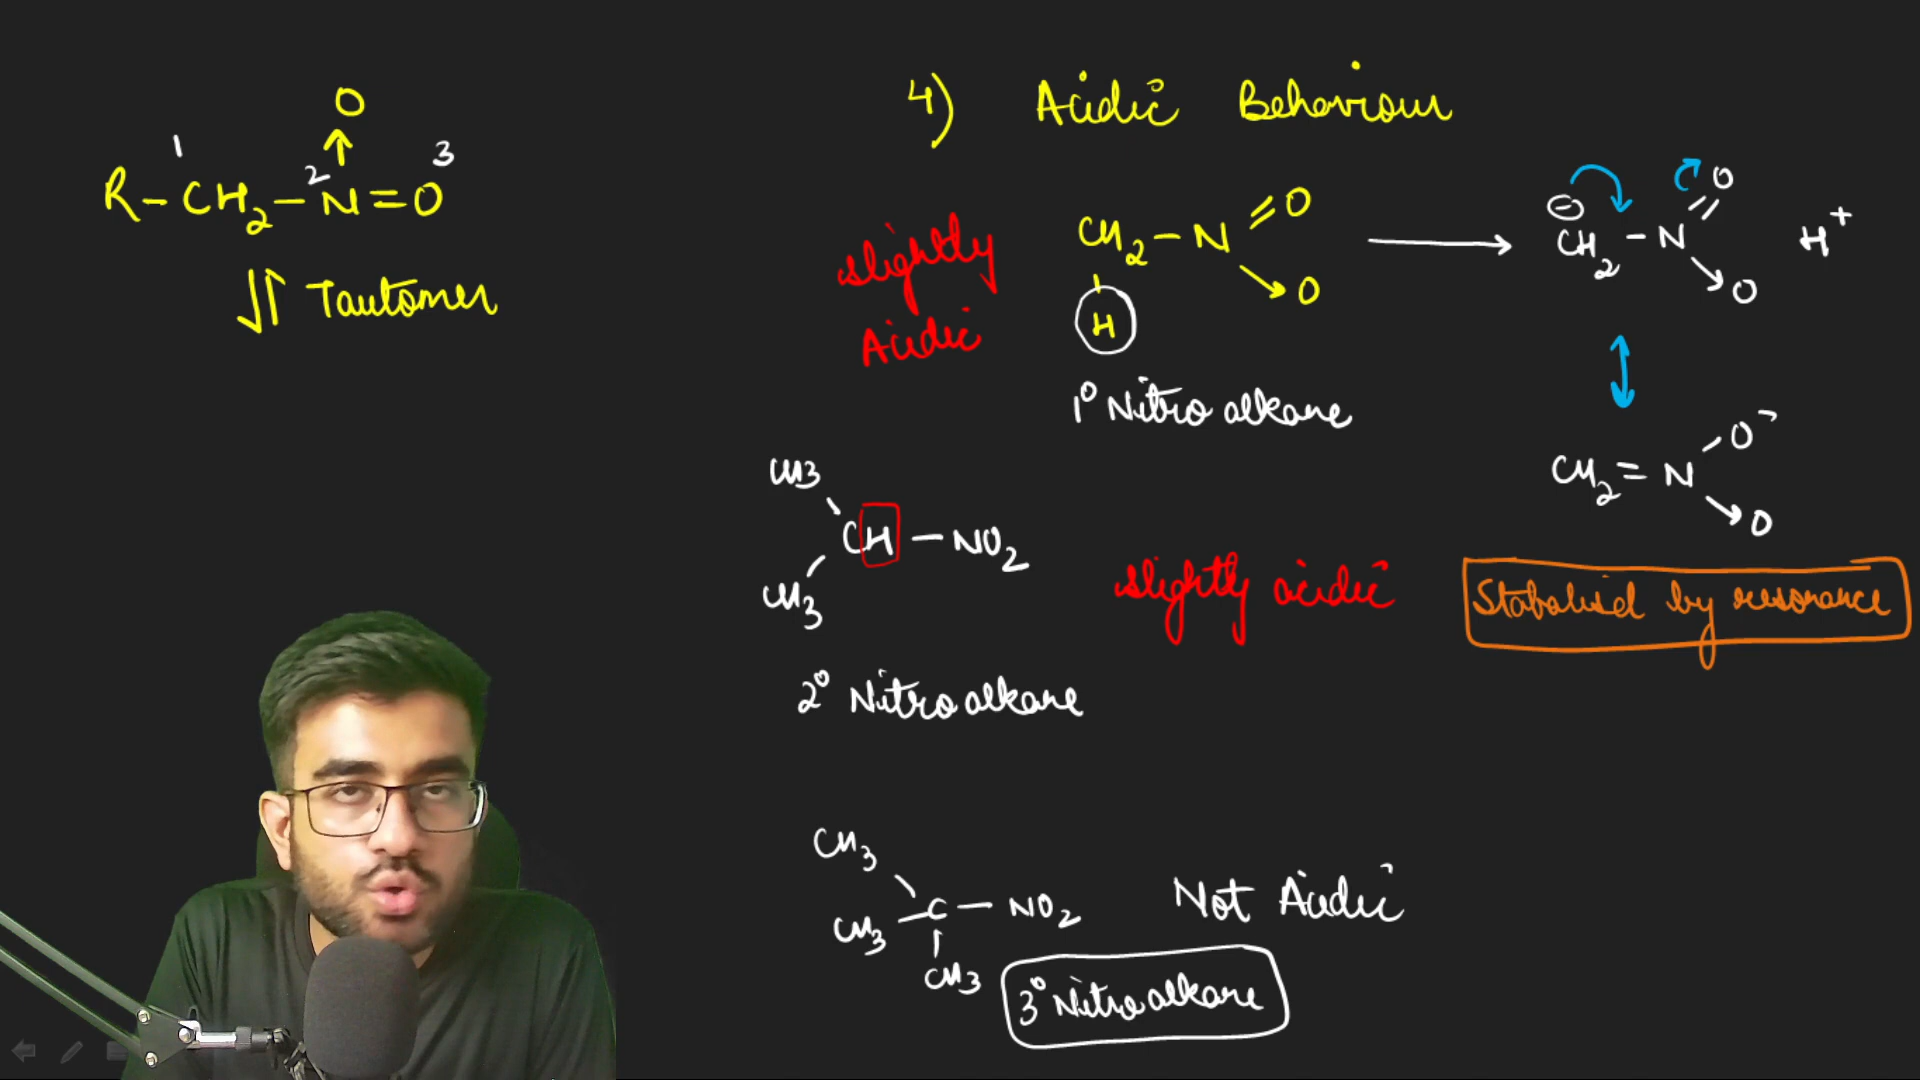 O
1 2 3
R-CH2-N=O
Tautomer
4) Acidic Behaviour
slightly
Acidic
CH2-N=O
O
H
1° Nitro alkane
⊖
CH2-N=O
O
H+
CH2=N-O-
O
Stabolised by resonance
CH3
CH-NO2
CH3
slightly acidic
2° Nitro alkane
CH3
CH3-C-NO2
CH3
Not Acidic
3° Nitro alkane